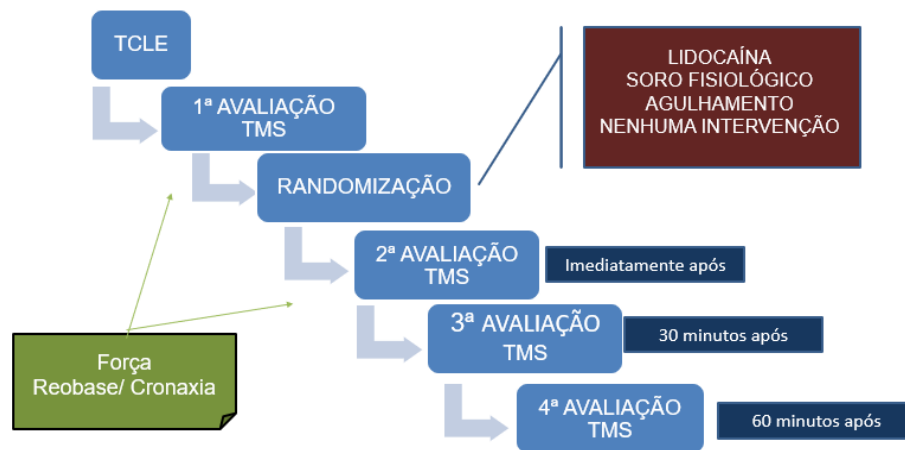 TCLE
LIDOCAÍNA
SORO FISIOLÓGICO
AGULHAMENTO
NENHUMA INTERVENÇÃO
1ª AVALIAÇÃO
TMS
RANDOMIZAÇÃO
2ª AVALIAÇÃO
TMS
Imediatamente após
3ª AVALIAÇÃO
TMS
30 minutos após
Força
Reobase/ Cronaxia
4ª AVALIAÇÃO
TMS
60 minutos após